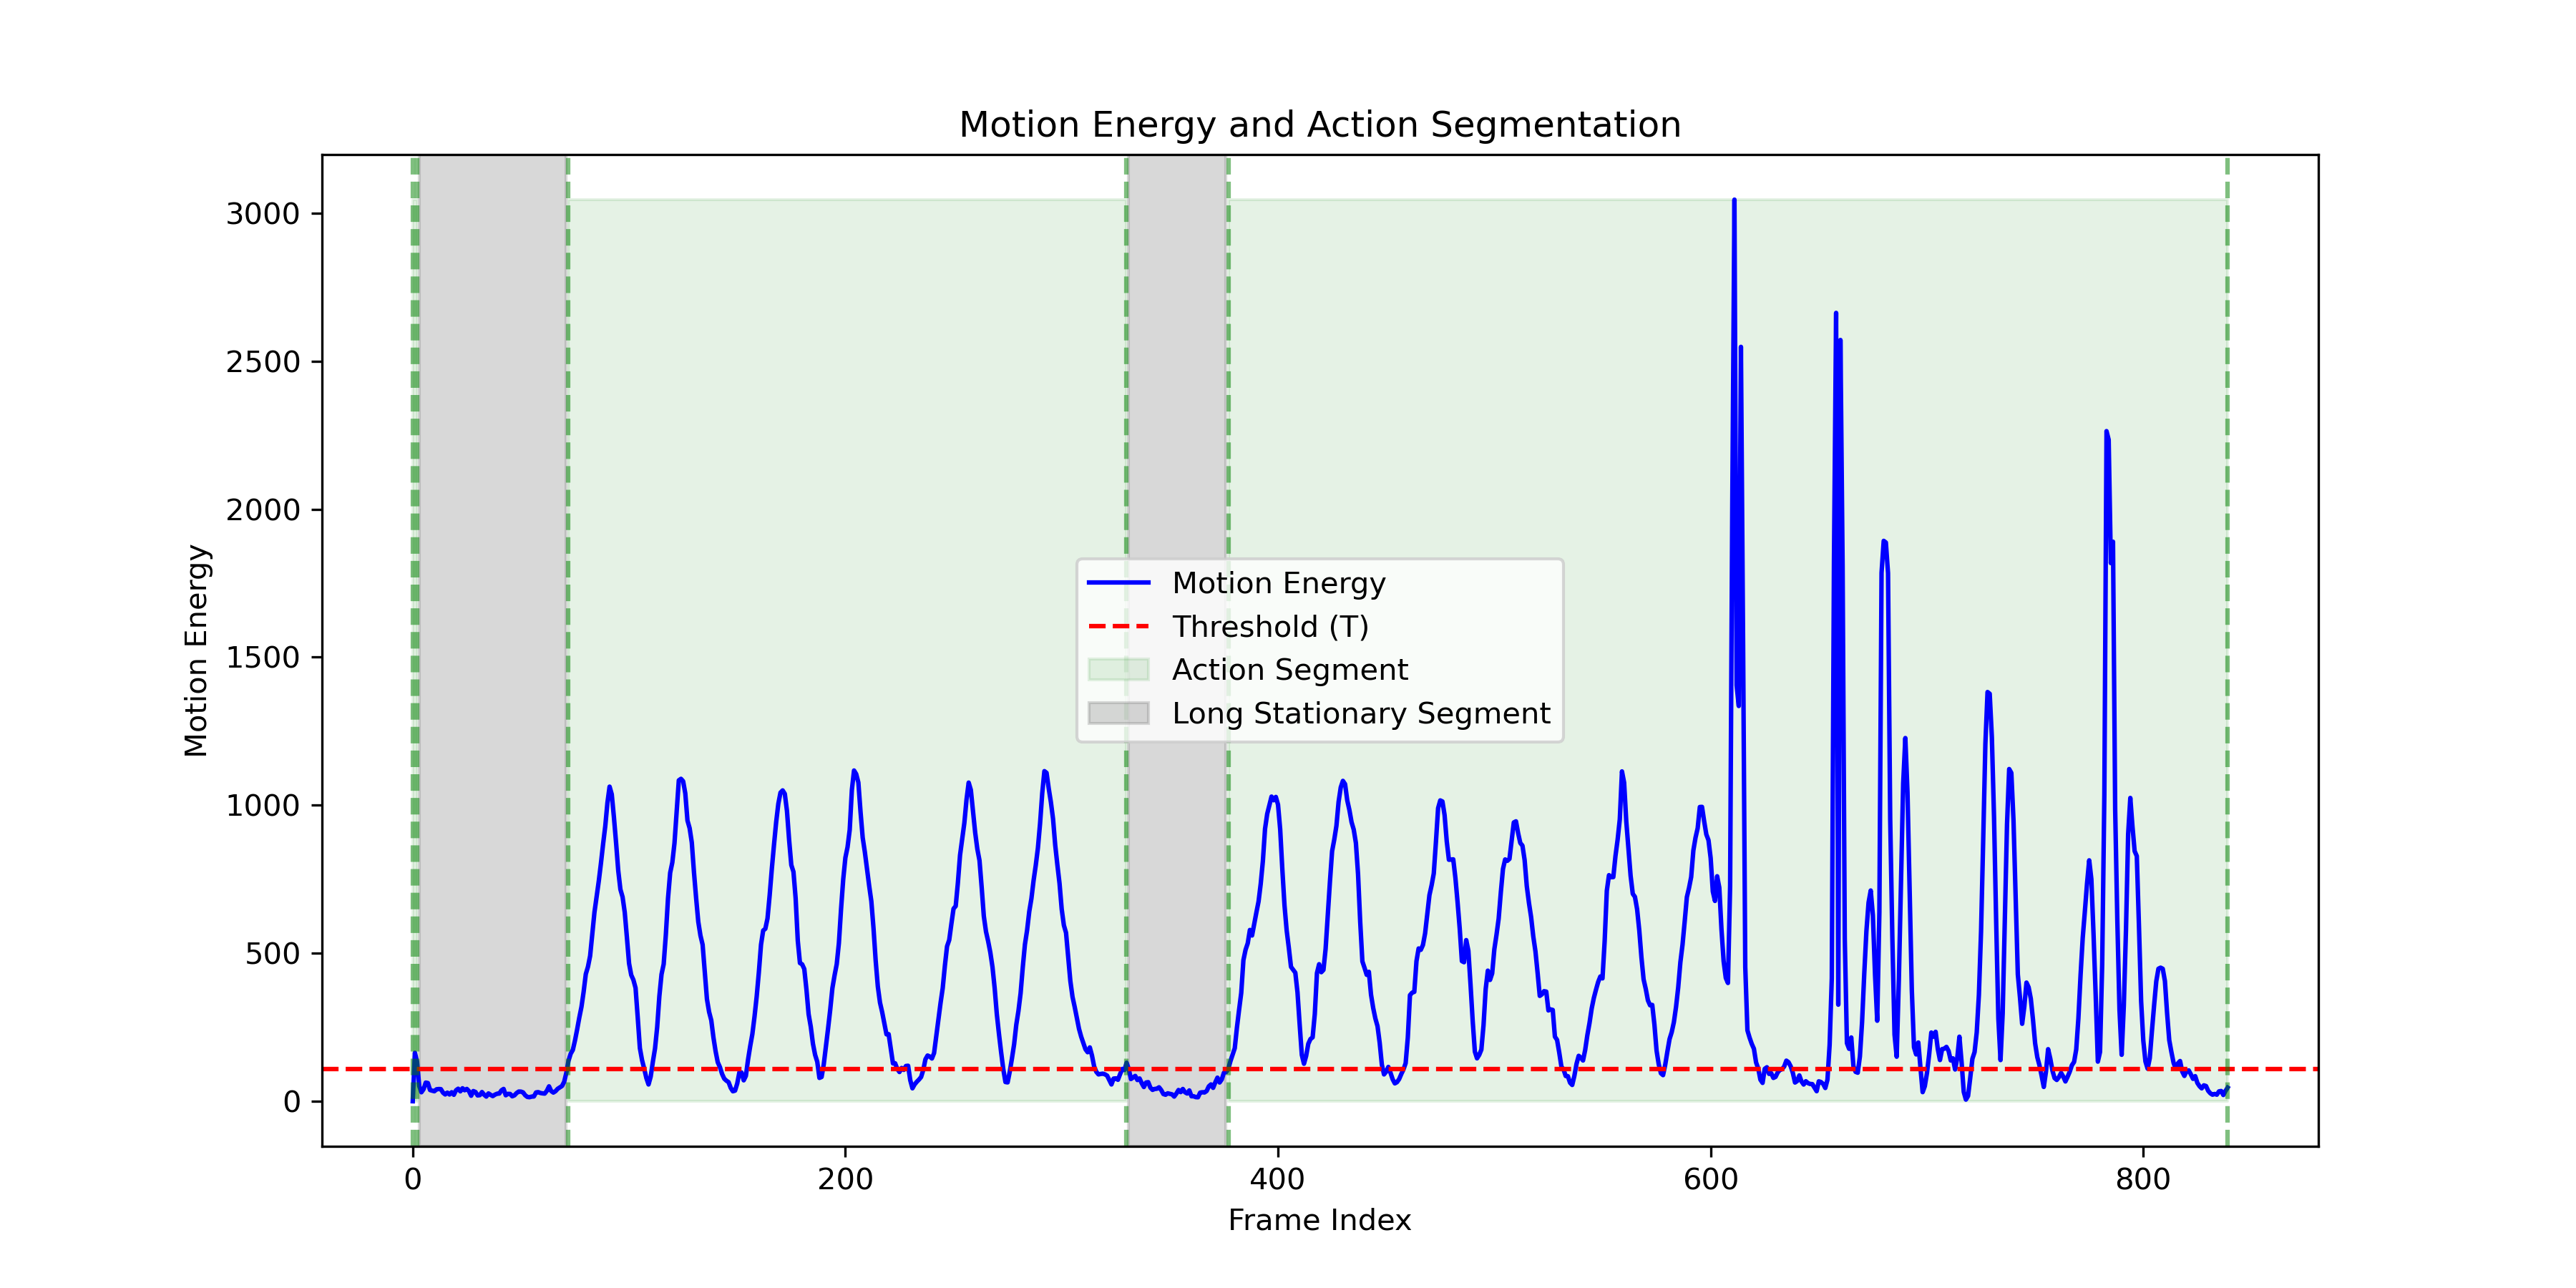 Motion Energy and Action Segmentation
3000
2500
2000
1500
1000
500
0
Motion Energy
Motion Energy
Threshold (T)
Action Segment
Long Stationary Segment
0
200
400
600
800
Frame Index